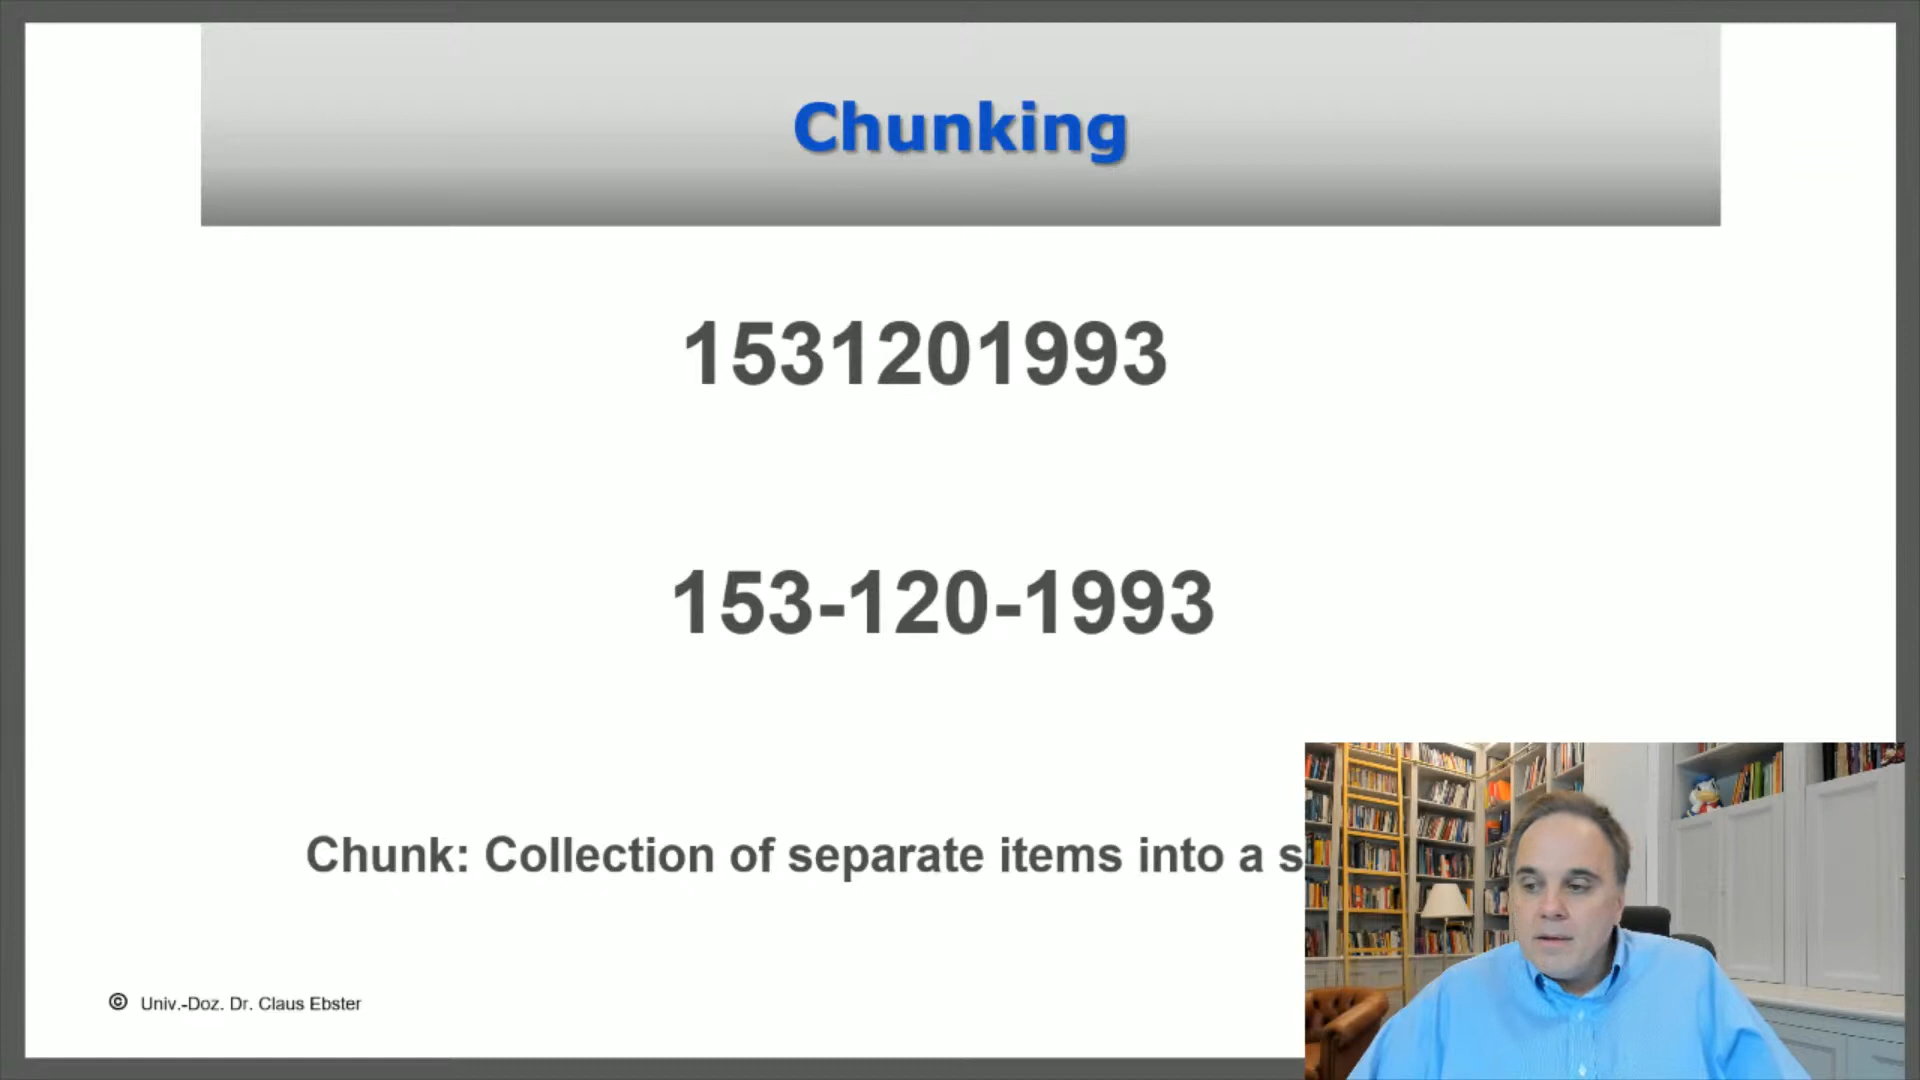 Chunking
1531201993
153-120-1993
Chunk: Collection of separate items into a
© Univ.-Doz. Dr. Claus Ebster